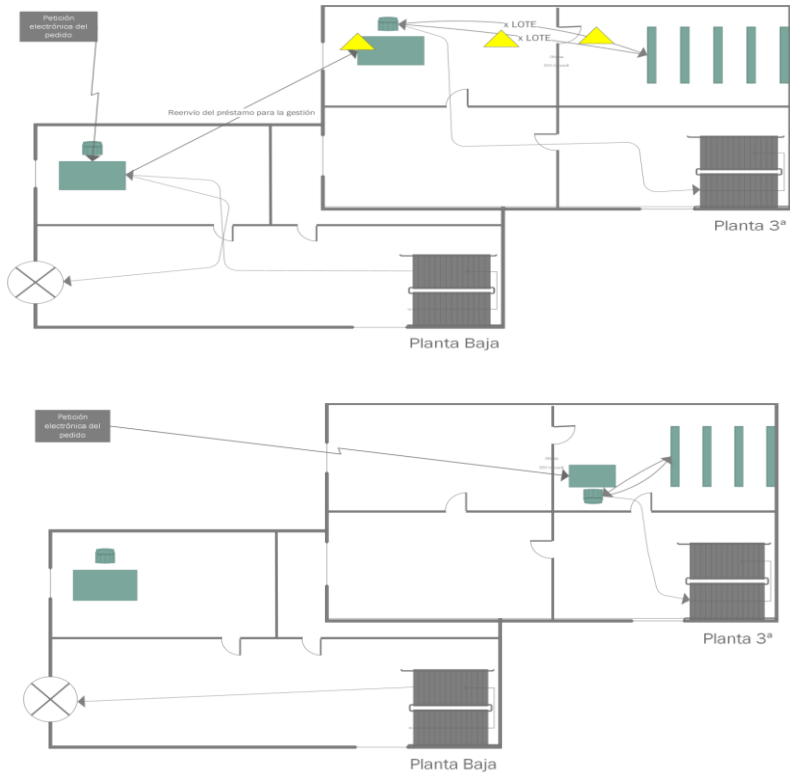 Petición
electrónica del
pedido
x LOTE
x LOTE
Reenvío del préstamo para la gestión
Planta 3ª
Planta Baja
Petición
electrónica del
pedido
Planta 3ª
Planta Baja